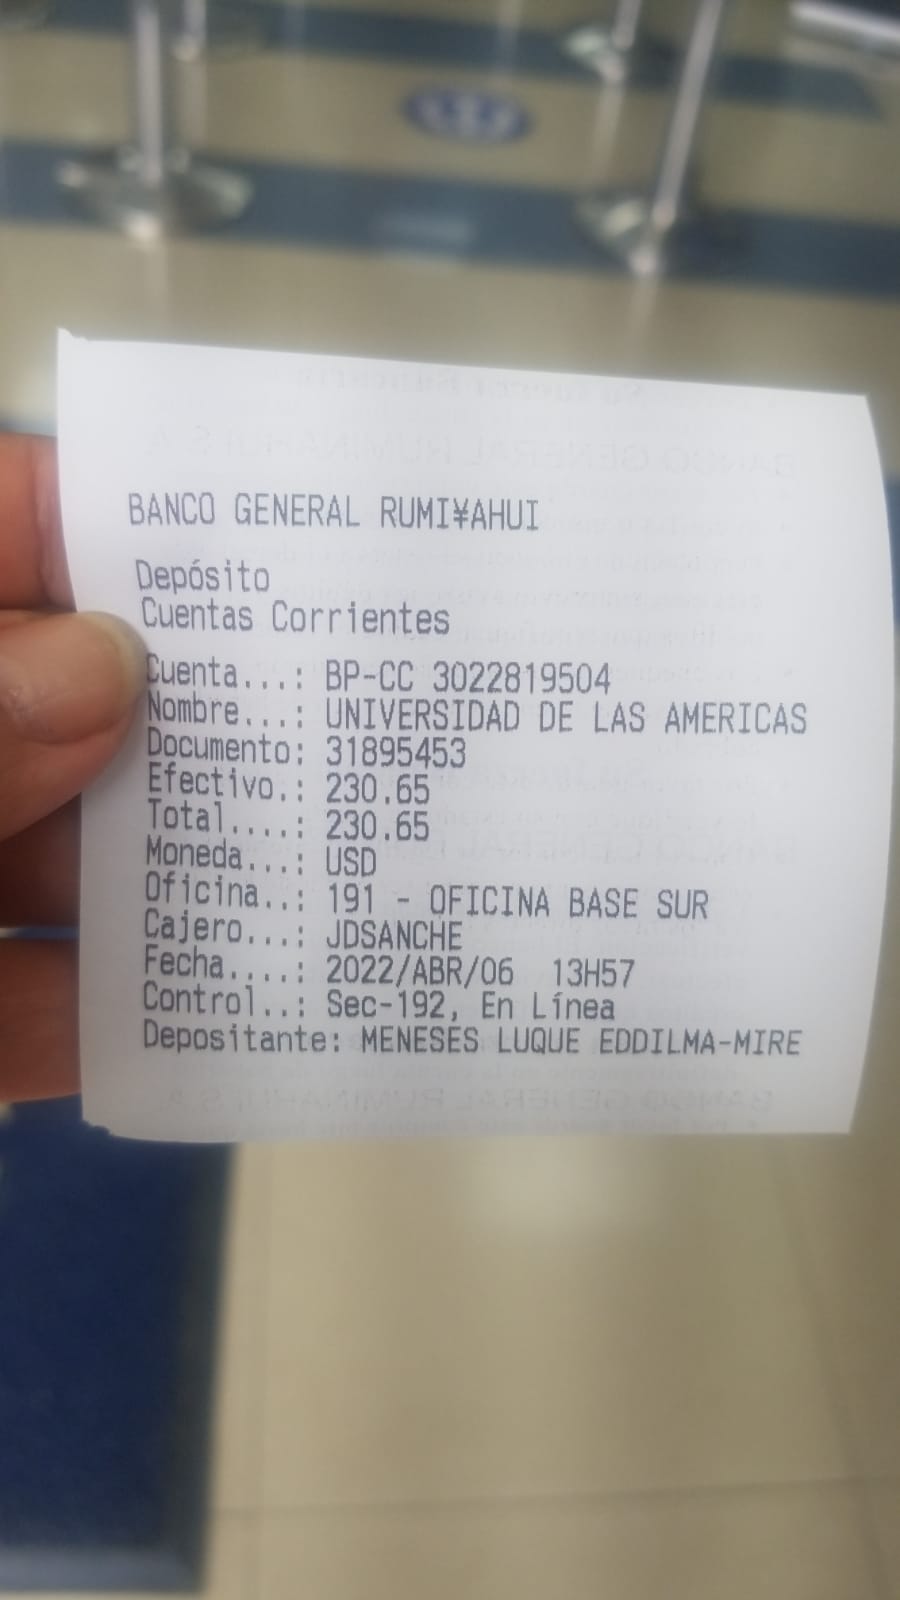 BANCO GENERAL RUMI¥AHUI
Depósito
Cuentas Corrientes
Cuenta...: BP-CC 3022819504
Nombre...: UNIVERSIDAD DE LAS AMERICAS
Documento: 31895453
Efectivo.: 230.65
Total....: 230.65
Moneda...: USD
Oficina..: 191 - OFICINA BASE SUR
Cajero...: JDSANCHE
Fecha....: 2022/ABR/06 13H57
Control..: Sec-192, En Línea
Depositante: MENESES LUQUE EDDILMA-MIRE